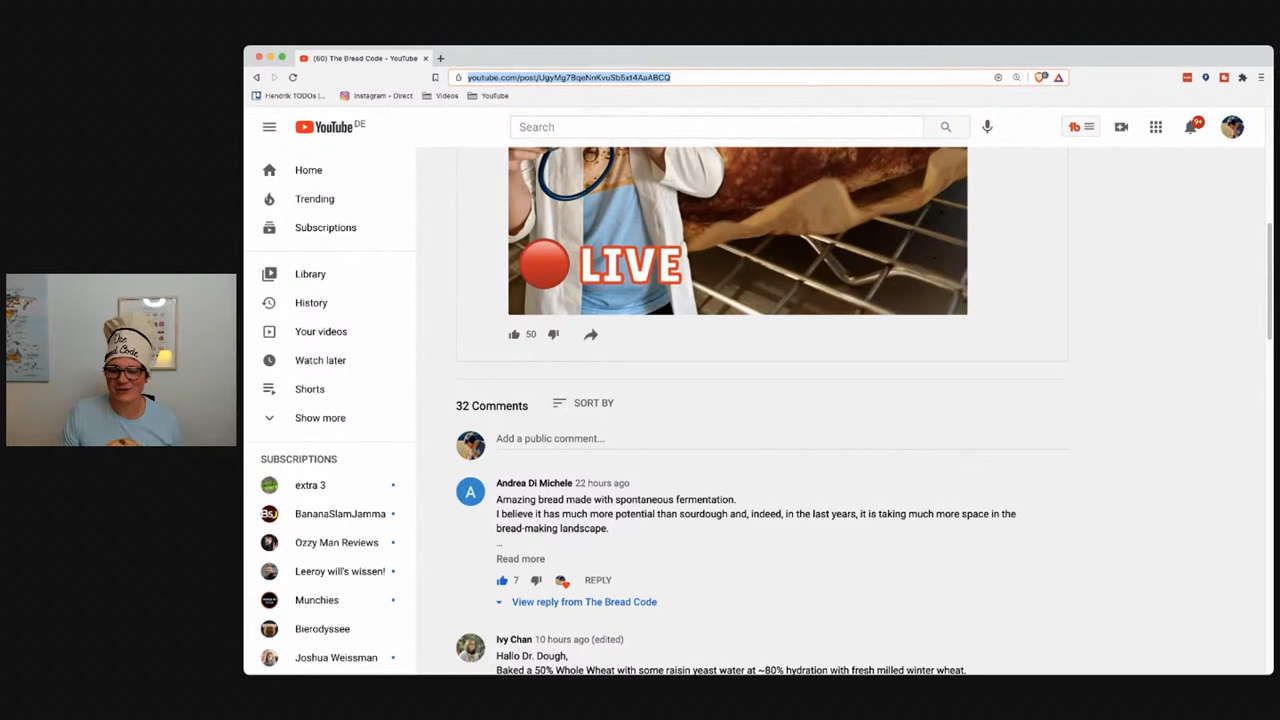 (60) The Bread Code - YouTube
youtube.com/post/UgyMg7BqeNnKvuSb5xt4AaABCQ
Hendrik TODOs |...
Instagram - Direct
Videos
YouTube
YouTube DE
Search
9+
Home
Trending
Subscriptions
Library
History
Your videos
Watch later
Shorts
Show more
SUBSCRIPTIONS
extra 3
BananaSlamJamma
Ozzy Man Reviews
Leeroy will's wissen!
Munchies
Bierodyssee
Joshua Weissman
LIVE
50
32 Comments
SORT BY
Add a public comment...
A
Andrea Di Michele 22 hours ago
Amazing bread made with spontaneous fermentation.
I believe it has much more potential than sourdough and, indeed, in the last years, it is taking much more space in the
bread-making landscape.
...
Read more
7
REPLY
View reply from The Bread Code
Ivy Chan 10 hours ago (edited)
Hallo Dr. Dough,
Baked a 50% Whole Wheat with some raisin yeast water at ~80% hydration with fresh milled winter wheat.